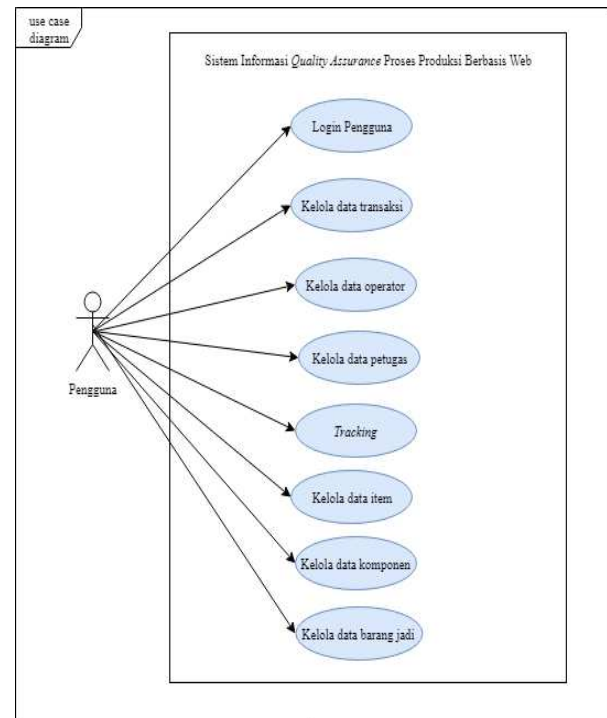 use case
diagram
Sistem Informasi Quality Assurance Proses Produksi Berbasis Web
Login Pengguna
Kelola data transaksi
Kelola data operator
Kelola data petugas
Pengguna
Tracking
Kelola data item
Kelola data komponen
Kelola data barang jadi